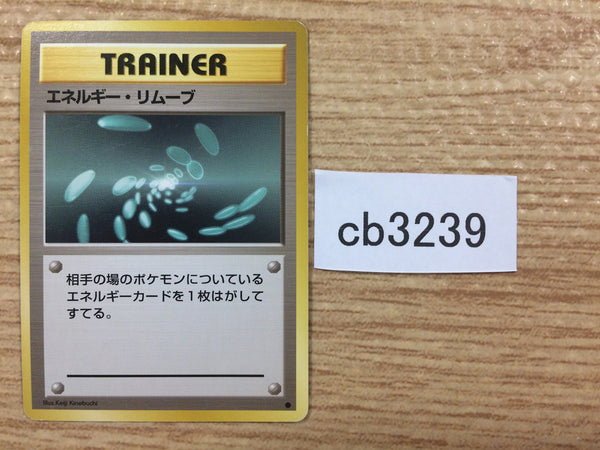 TRAINER
エネルギー・リムーブ
相手の場のポケモンについている
エネルギーカードを1枚はがして
すてる。
Illus.Keiji Kinebuchi
cb3239